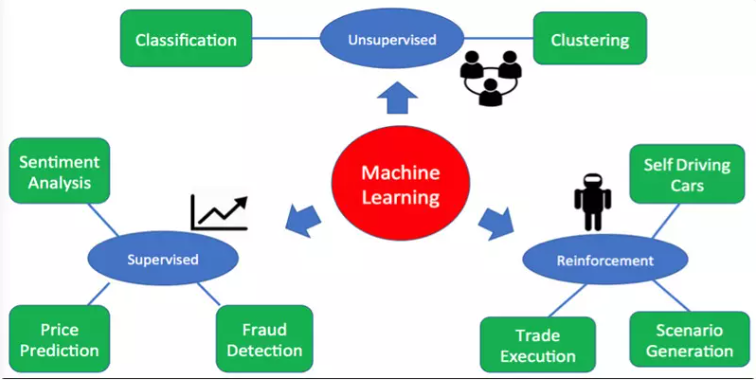 Classification
Unsupervised
Clustering
Machine
Learning
Sentiment
Analysis
Supervised
Price
Prediction
Fraud
Detection
Self Driving
Cars
Reinforcement
Trade
Execution
Scenario
Generation